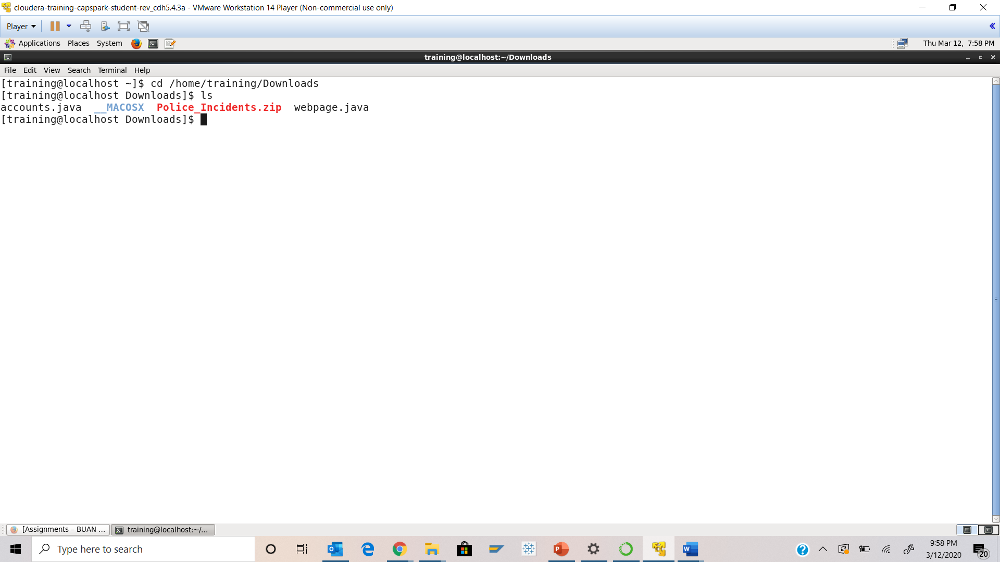 cloudera-training-capspark-student-rev_cdh5.4.3a - VMware Workstation 14 Player (Non-commercial use only)
Player
Applications Places System Thu Mar 12, 7:58 PM
training@localhost:~/Downloads
File Edit View Search Terminal Help
[training@localhost ~]$ cd /home/training/Downloads
[training@localhost Downloads]$ ls
accounts.java __MACOSX Police_Incidents.zip webpage.java
[training@localhost Downloads]$
[Assignments – BUAN ... training@localhost:~/...
Type here to search
9:58 PM
3/12/2020
20